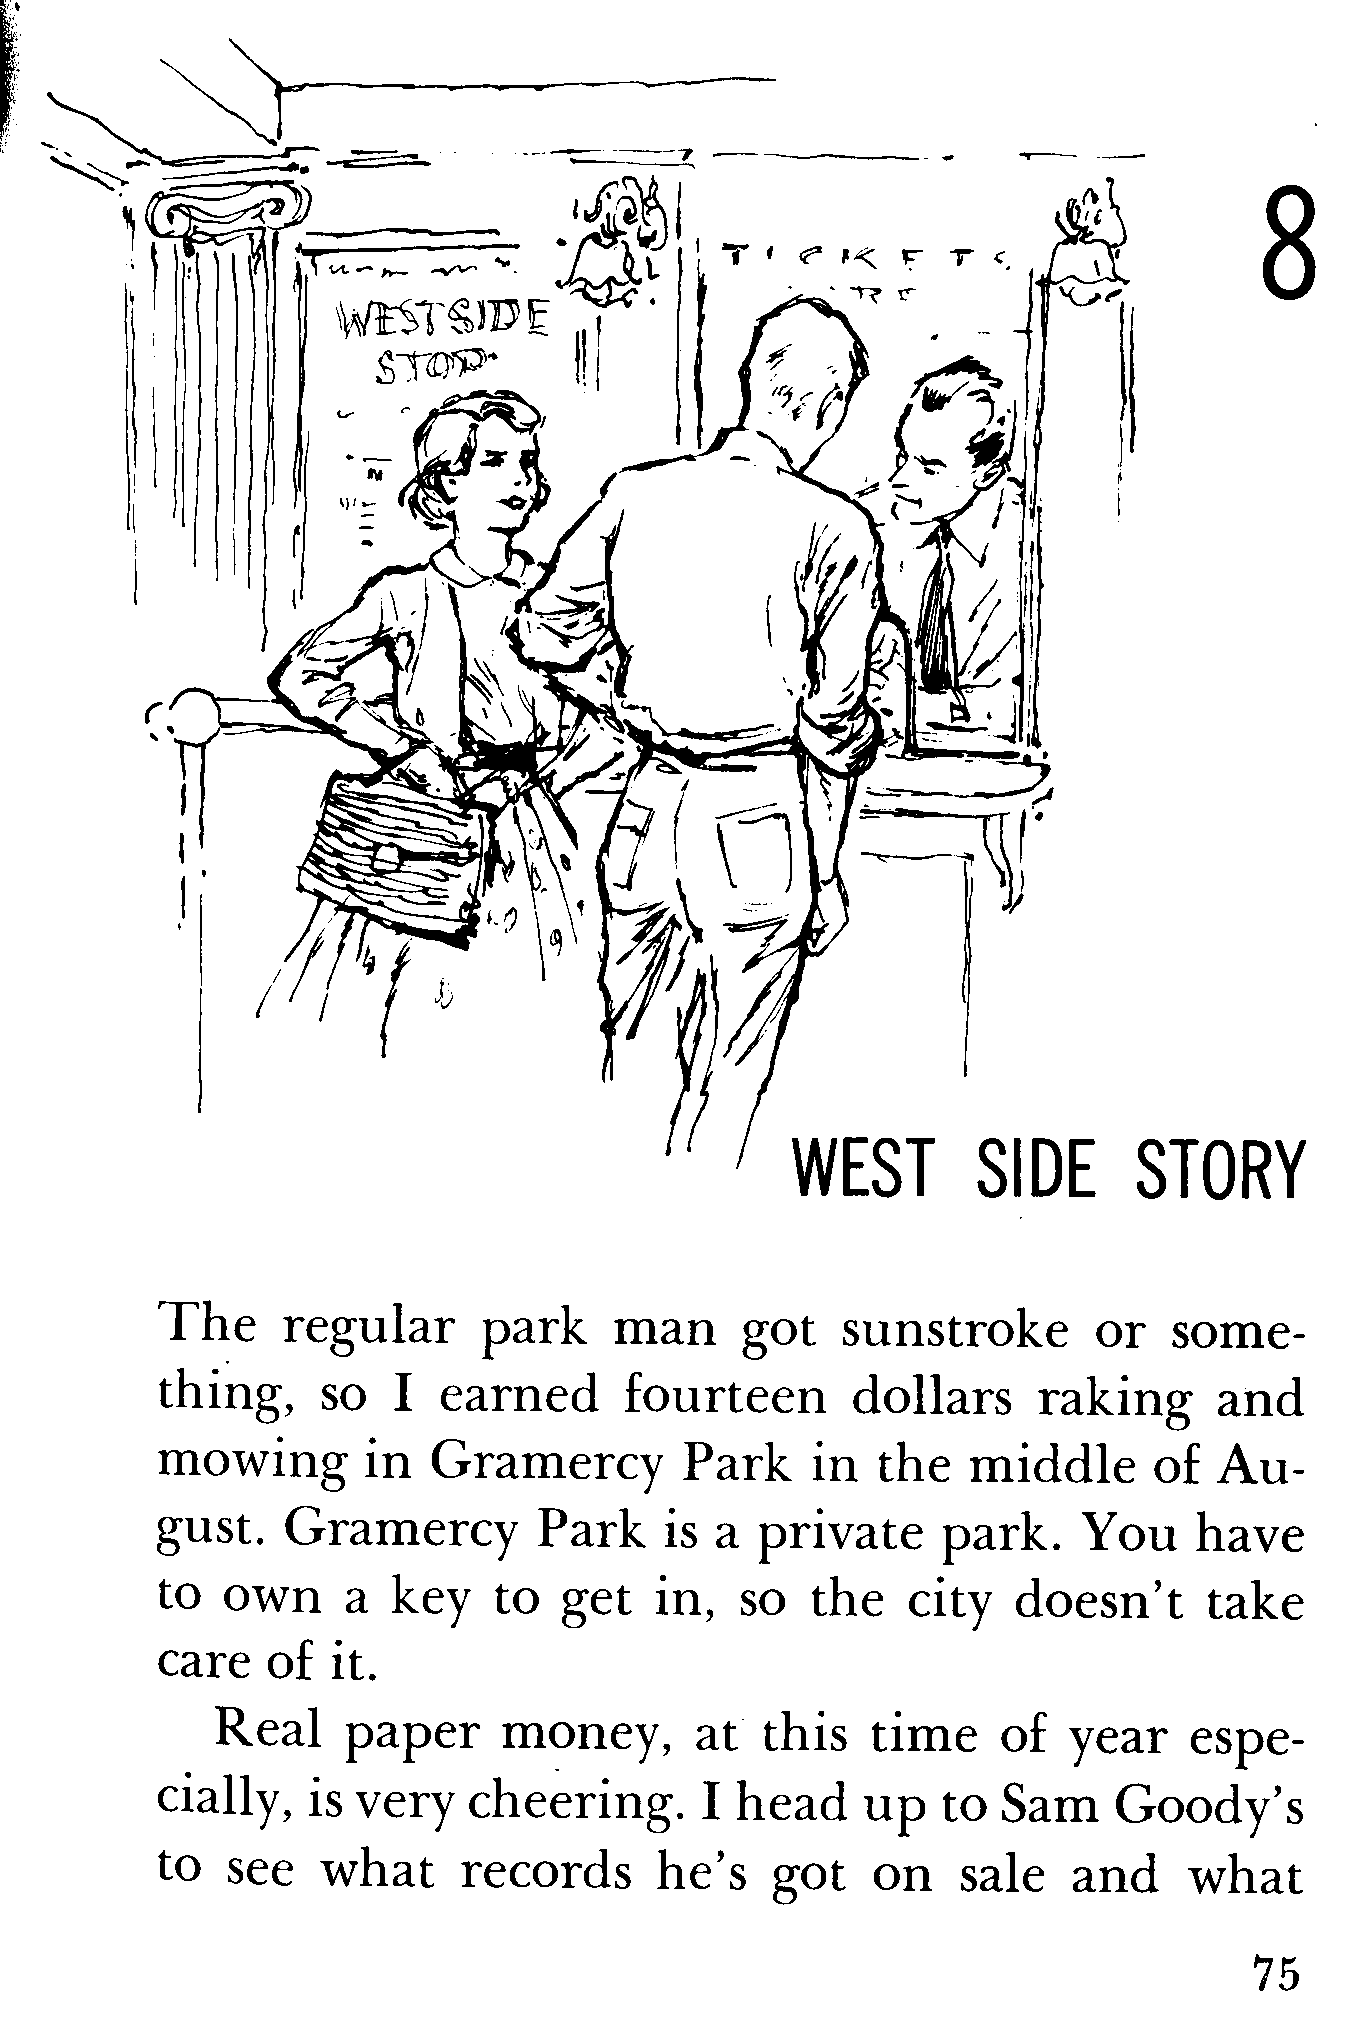 8
WEST SIDE
STOR
TICKETS
WEST SIDE STORY
The regular park man got sunstroke or some-
thing, so I earned fourteen dollars raking and
mowing in Gramercy Park in the middle of Au-
gust. Gramercy Park is a private park. You have
to own a key to get in, so the city doesn't take
care of it.
Real paper money, at this time of year espe-
cially, is very cheering. I head up to Sam Goody's
to see what records he's got on sale and what
75